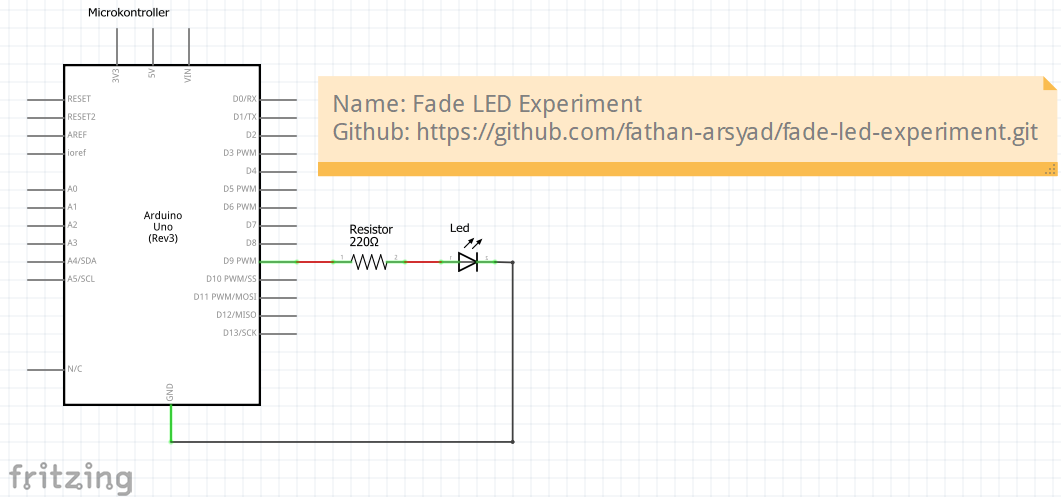 Microkontroller
3V3
5V
VIN
RESET
RESET2
AREF
ioref
A0
A1
A2
A3
A4/SDA
A5/SCL
N/C
Arduino
Uno
(Rev3)
D0/RX
D1/TX
D2
D3 PWM
D4
D5 PWM
D6 PWM
D7
D8
D9 PWM
D10 PWM/SS
D11 PWM/MOSI
D12/MISO
D13/SCK
GND
Name: Fade LED Experiment
Github: https://github.com/fathan-arsyad/fade-led-experiment.git
Resistor
220Ω
1 2
Led
fritzing